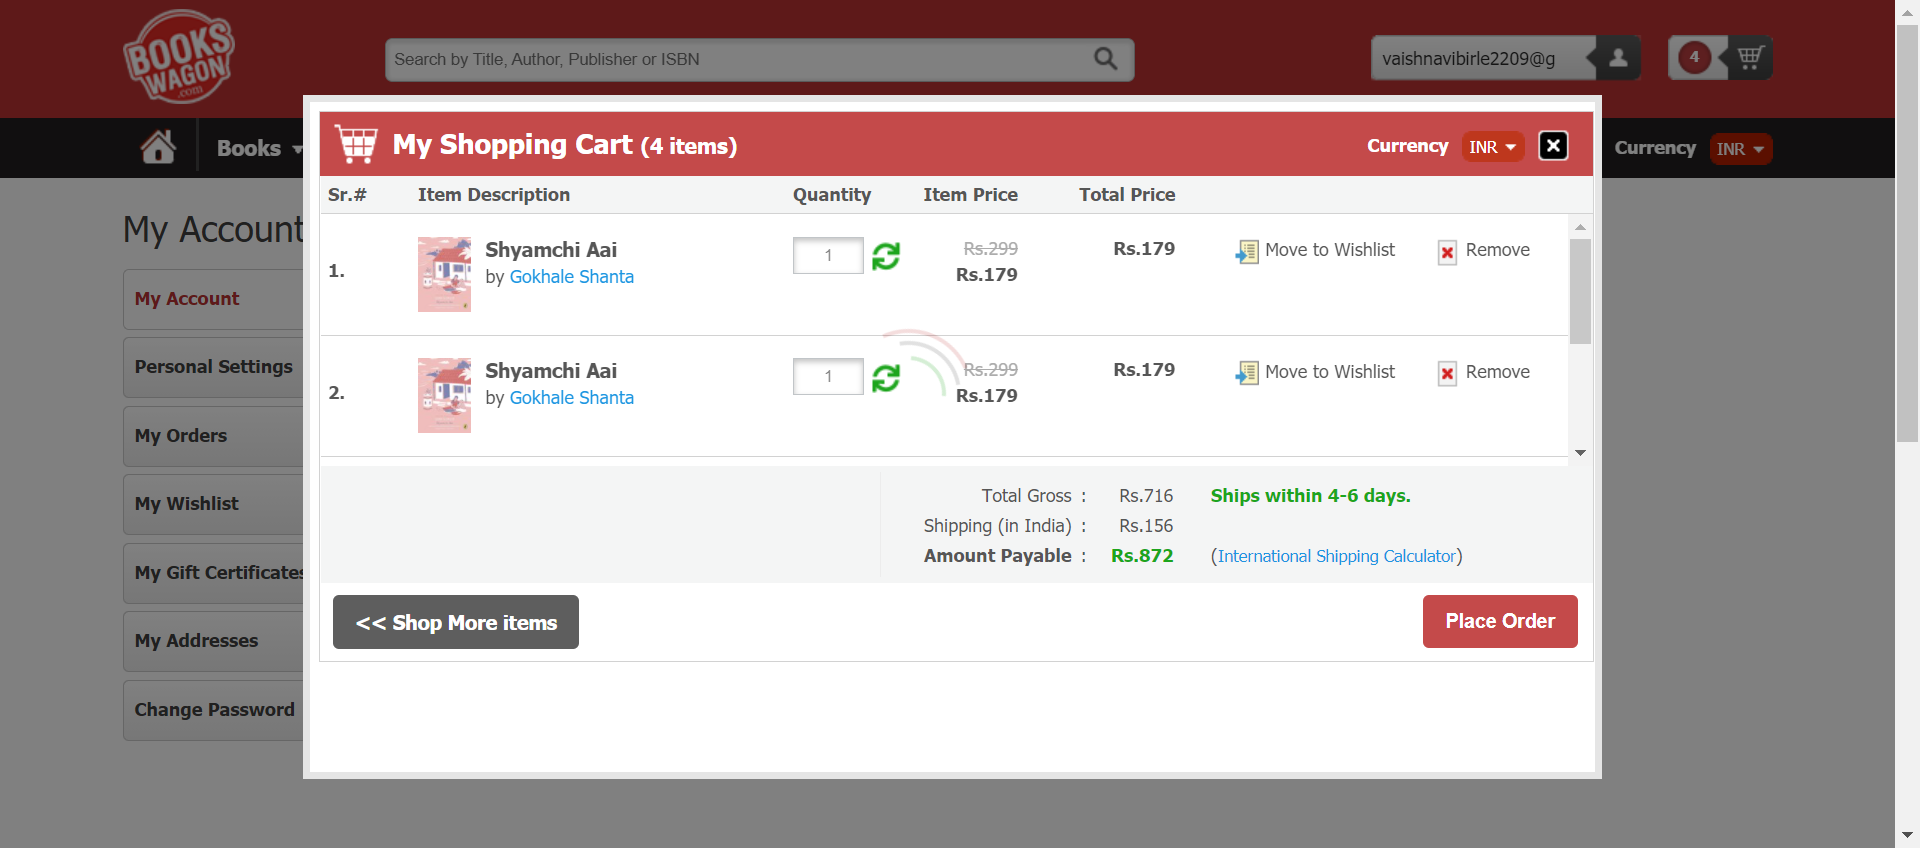 BOOKS
WAGON
.com
Search by Title, Author, Publisher or ISBN
vaishnavibirle2209@g
4
Books
Currency INR
My Shopping Cart (4 items)
Currency INR
Sr.# Item Description Quantity Item Price Total Price
1. Shyamchi Aai 1 Rs.299 Rs.179 Move to Wishlist Remove
by Gokhale Shanta Rs.179
2. Shyamchi Aai 1 Rs.299 Rs.179 Move to Wishlist Remove
by Gokhale Shanta Rs.179
Total Gross : Rs.716 Ships within 4-6 days.
Shipping (in India) : Rs.156
Amount Payable : Rs.872 (International Shipping Calculator)
<< Shop More items Place Order
My Account
My Account
Personal Settings
My Orders
My Wishlist
My Gift Certificates
My Addresses
Change Password